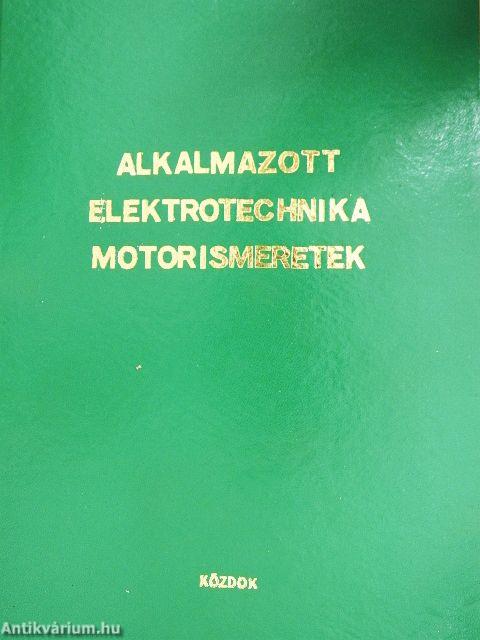 ALKALMAZOTT
ELEKTROTECHNIKA
MOTORISMERETEK
KÖZDOK
Antikvárium.hu